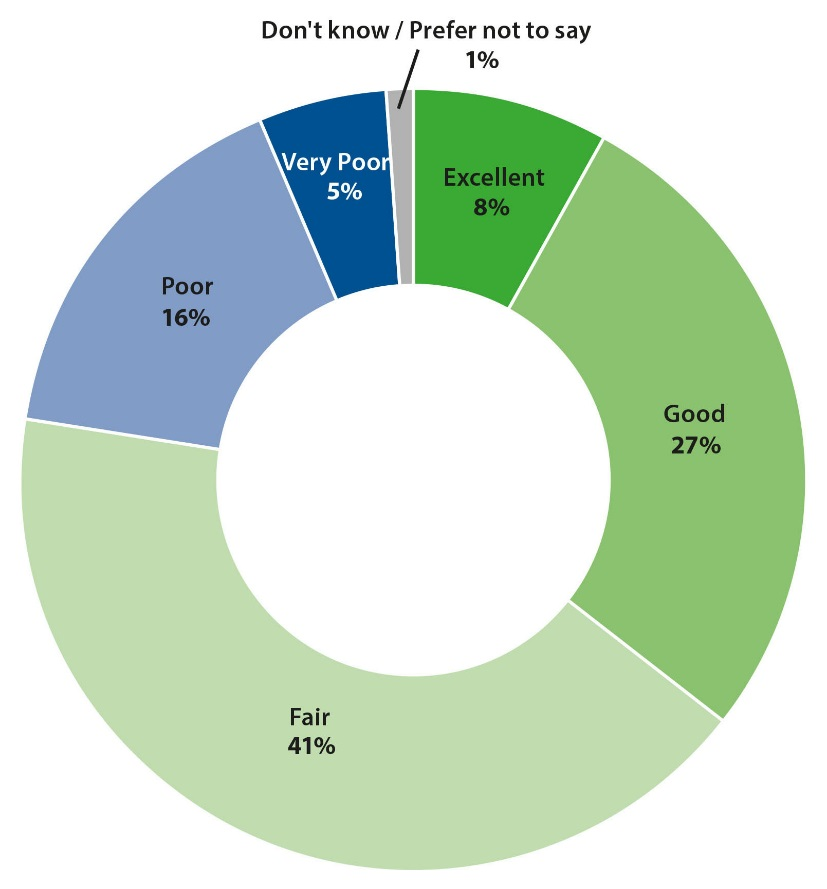 Don't know / Prefer not to say
1%
Very Poor
5%
Excellent
8%
Poor
16%
Good
27%
Fair
41%